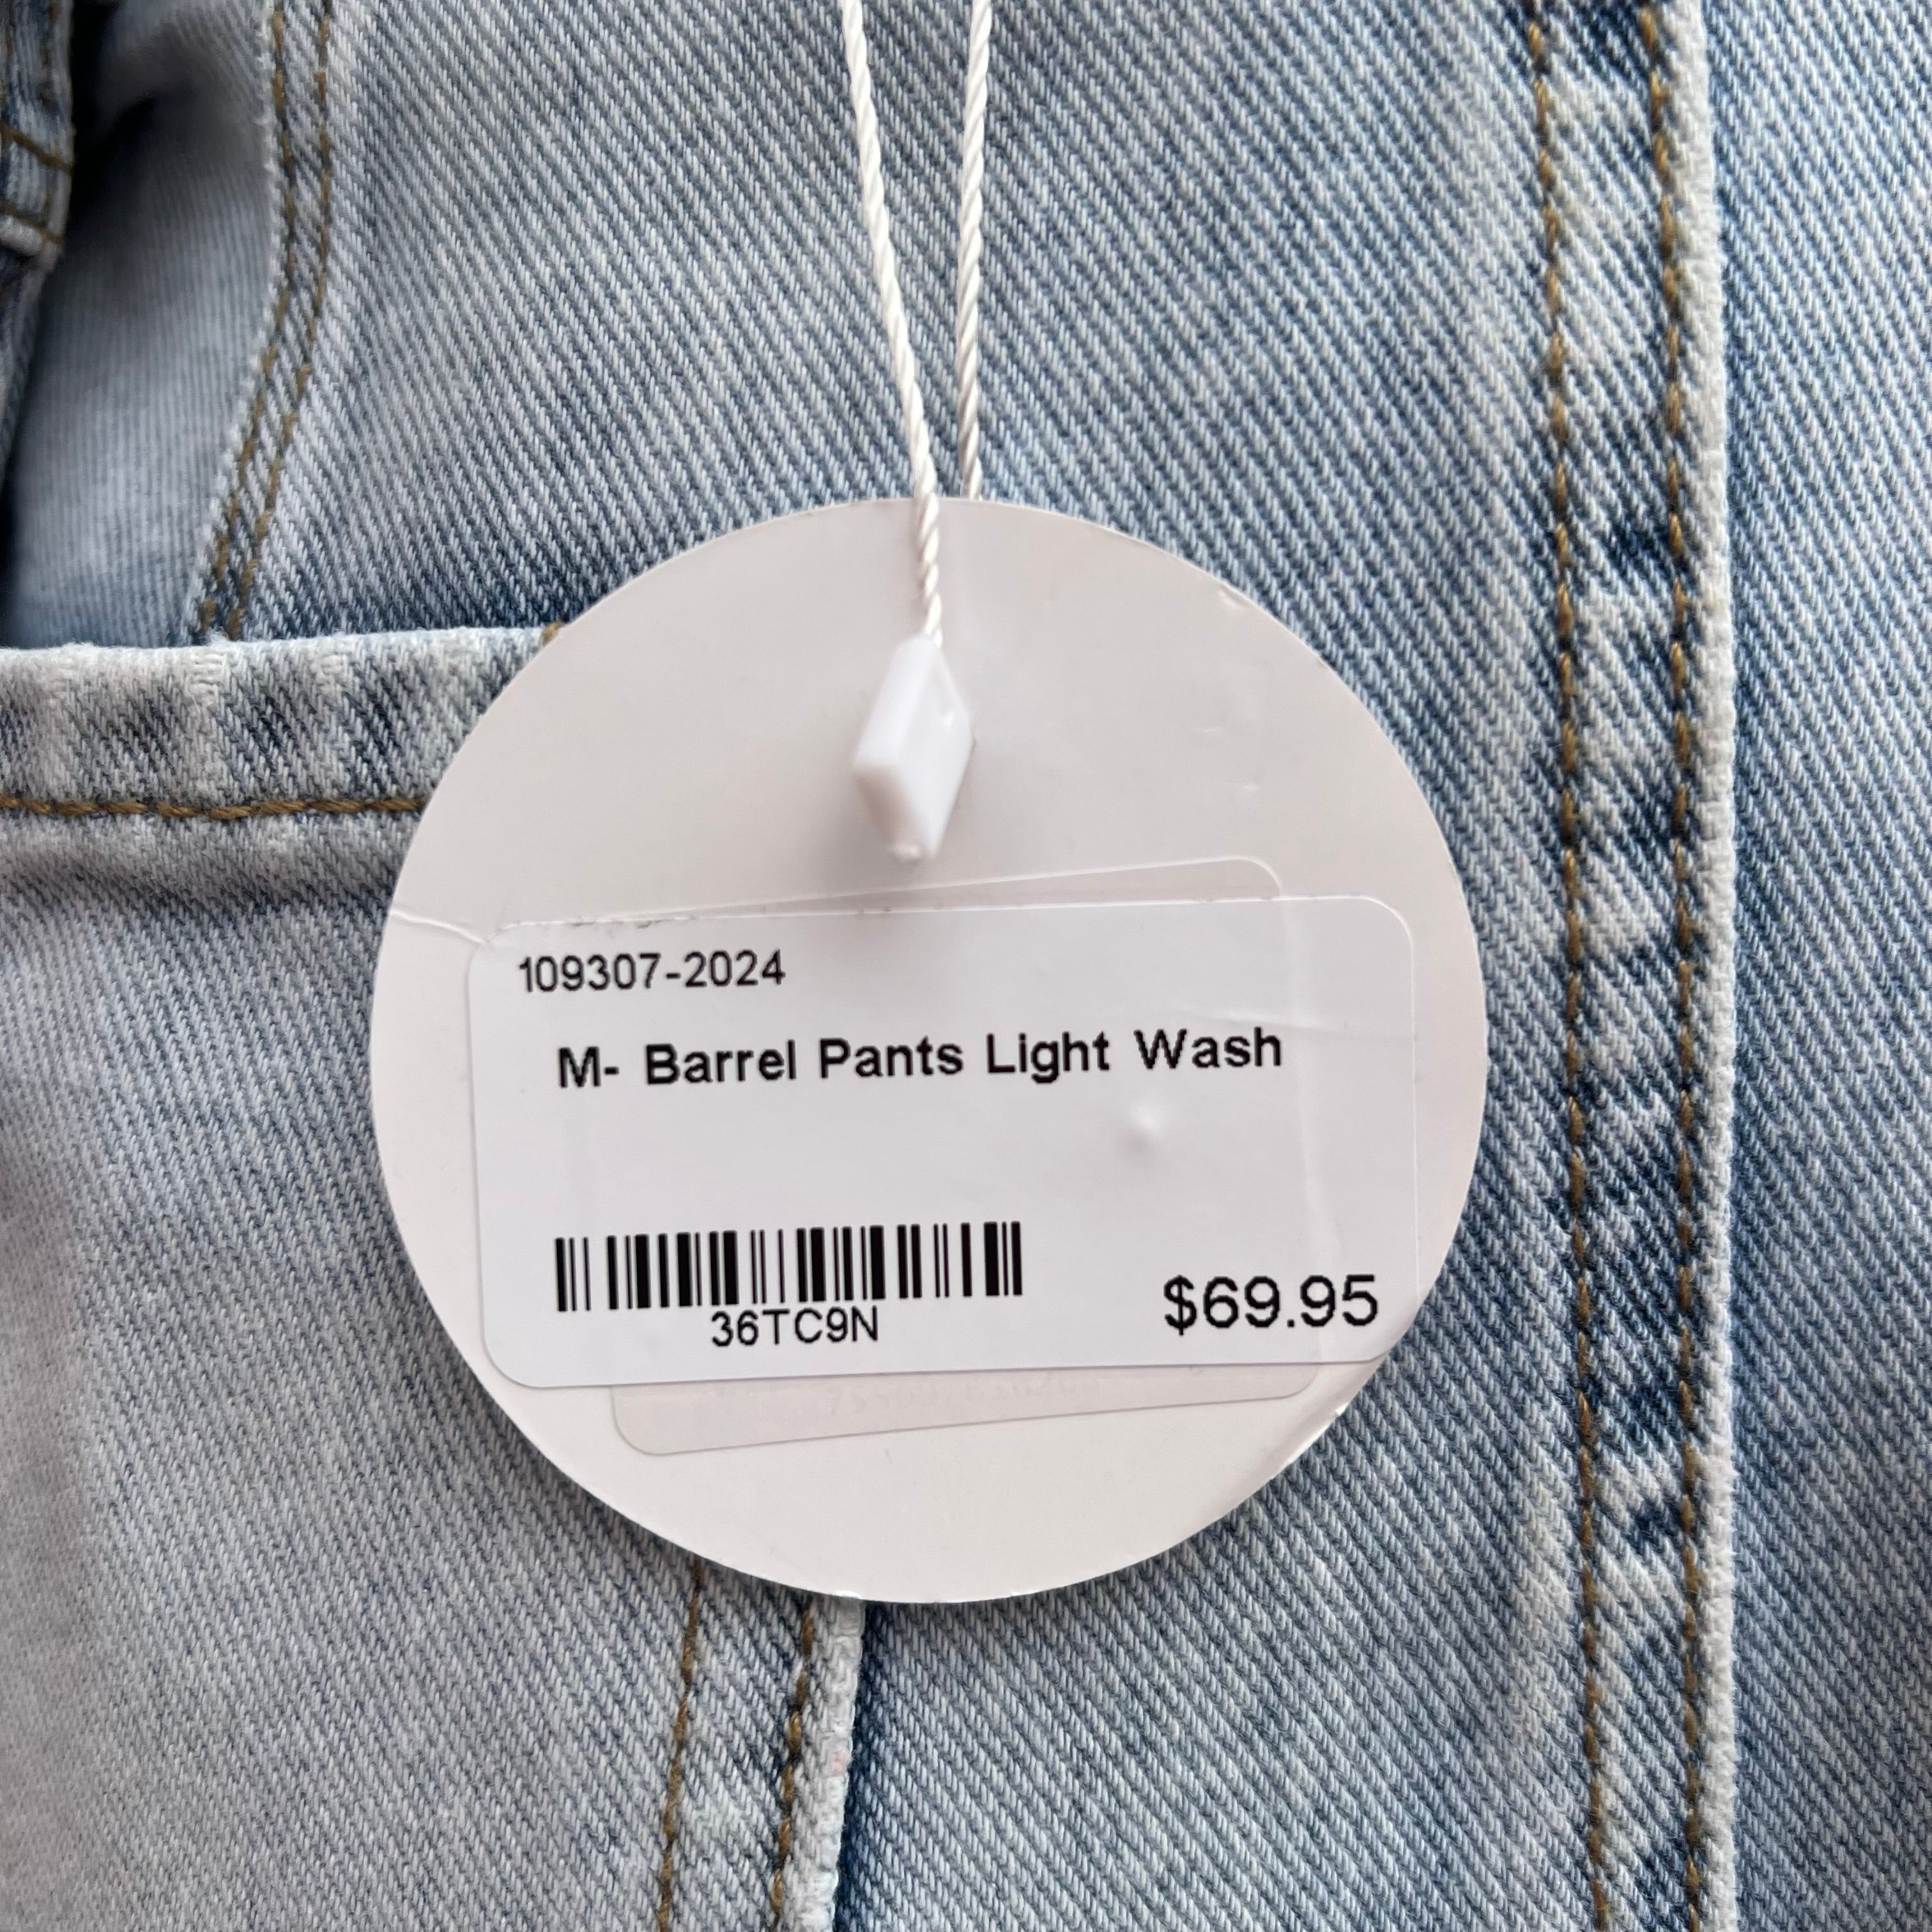 109307-2024
M- Barrel Pants Light Wash
36TC9N
$69.95